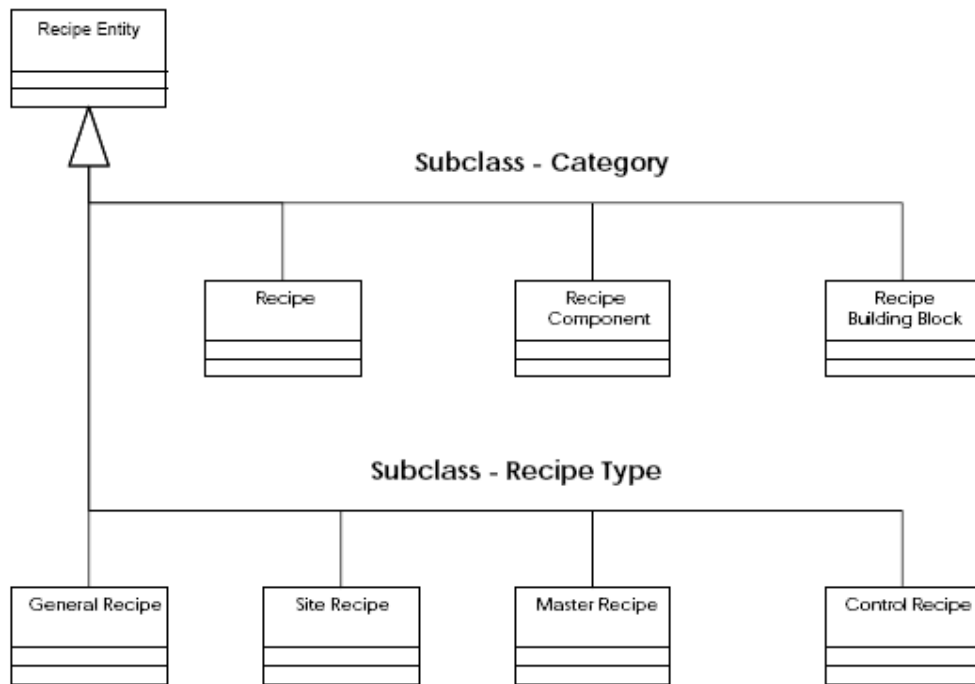 Recipe Entity
Subclass - Category
Recipe
Recipe
Component
Recipe
Building Block
Subclass - Recipe Type
General Recipe
Site Recipe
Master Recipe
Control Recipe